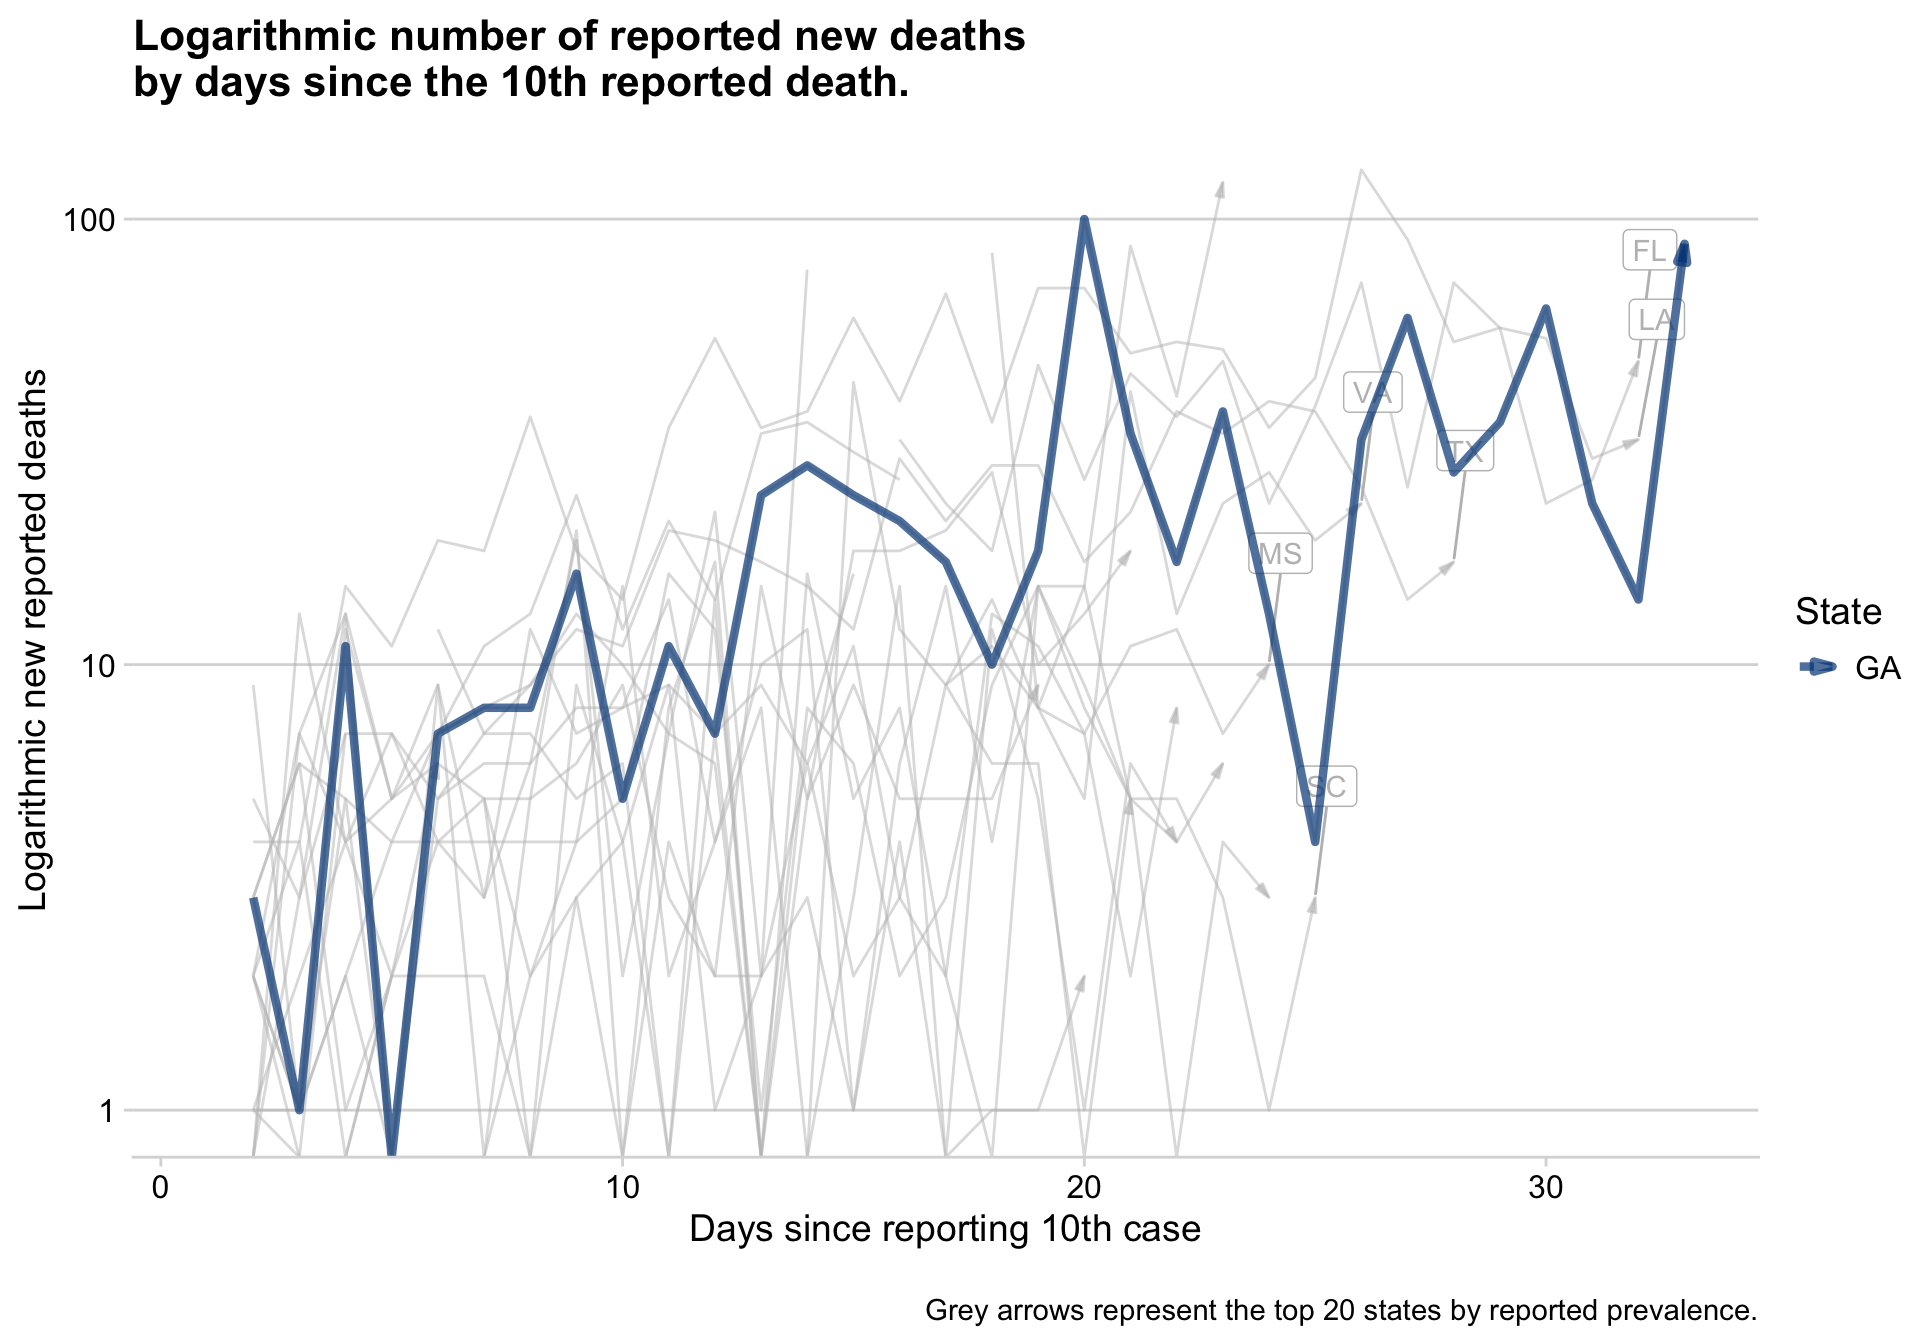 Logarithmic number of reported new deaths
by days since the 10th reported death.
Logarithmic new reported deaths
100
10
1
FL
LA
VA
TX
MS
SC
State
GA
0
10
20
30
Days since reporting 10th case
Grey arrows represent the top 20 states by reported prevalence.